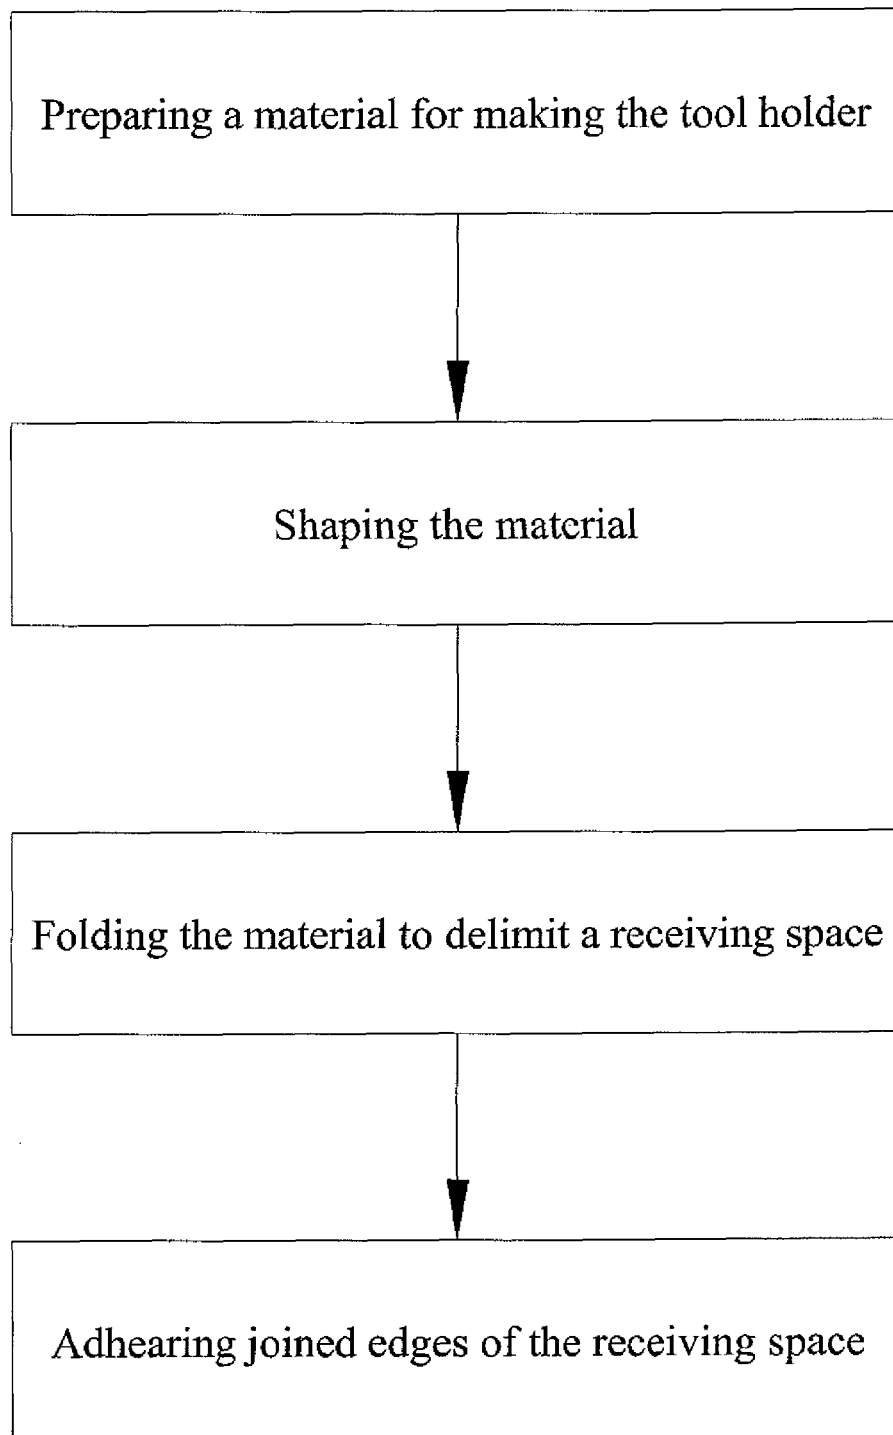 Preparing a material for making the tool holder
Shaping the material
Folding the material to delimit a receiving space
Adhearing joined edges of the receiving space